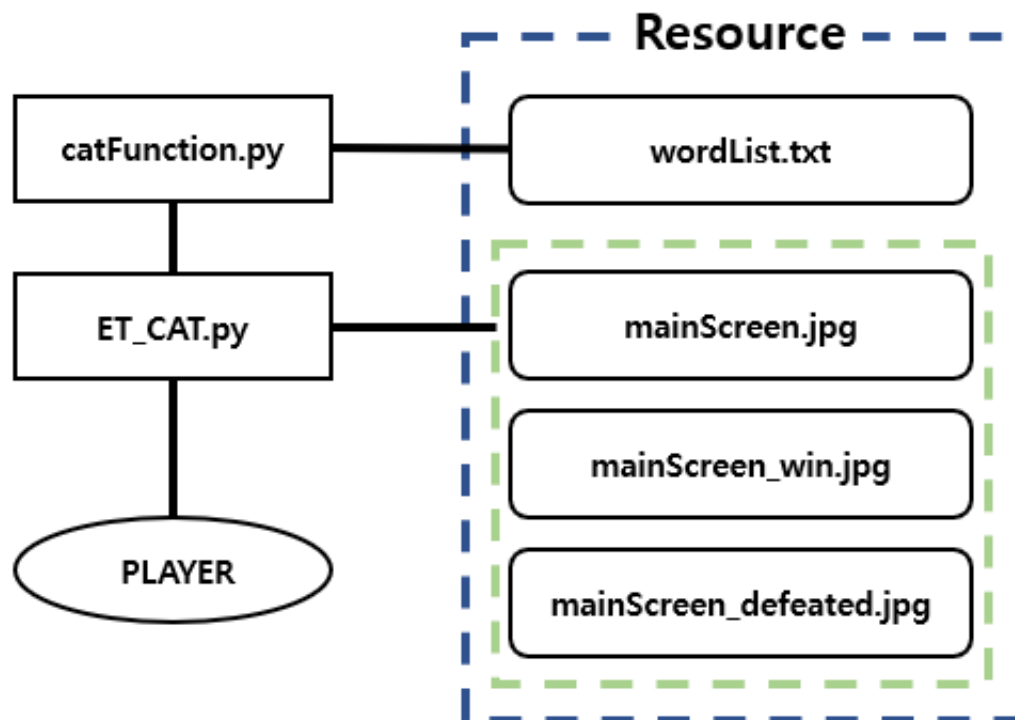 Resource
catFunction.py
wordList.txt
ET_CAT.py
mainScreen.jpg
mainScreen_win.jpg
PLAYER
mainScreen_defeated.jpg